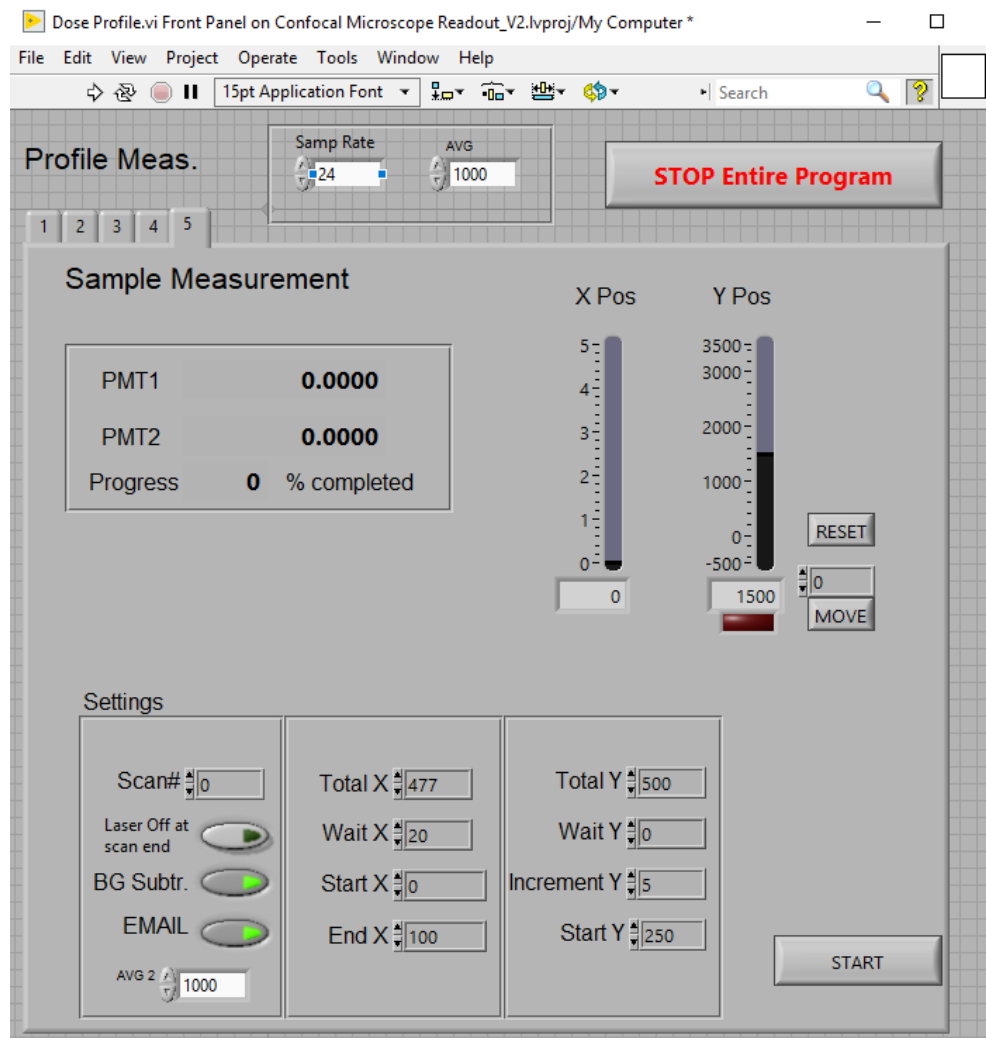 Dose Profile.vi Front Panel on Confocal Microscope Readout_V2.lvproj/My Computer *
File Edit View Project Operate Tools Window Help
15pt Application Font Search
Profile Meas.
Samp Rate AVG
24 1000
STOP Entire Program
1 2 3 4 5
Sample Measurement
X Pos Y Pos
PMT1 0.0000
PMT2 0.0000
Progress 0 % completed
5
4
3
2
1
0
0
3500
3000
2000
1000
0
-500
1500
RESET
0
MOVE
Settings
Scan# 0
Laser Off at
scan end
BG Subtr.
EMAIL
AVG 2 1000
Total X 477
Wait X 20
Start X 0
End X 100
Total Y 500
Wait Y 0
Increment Y 5
Start Y 250
START